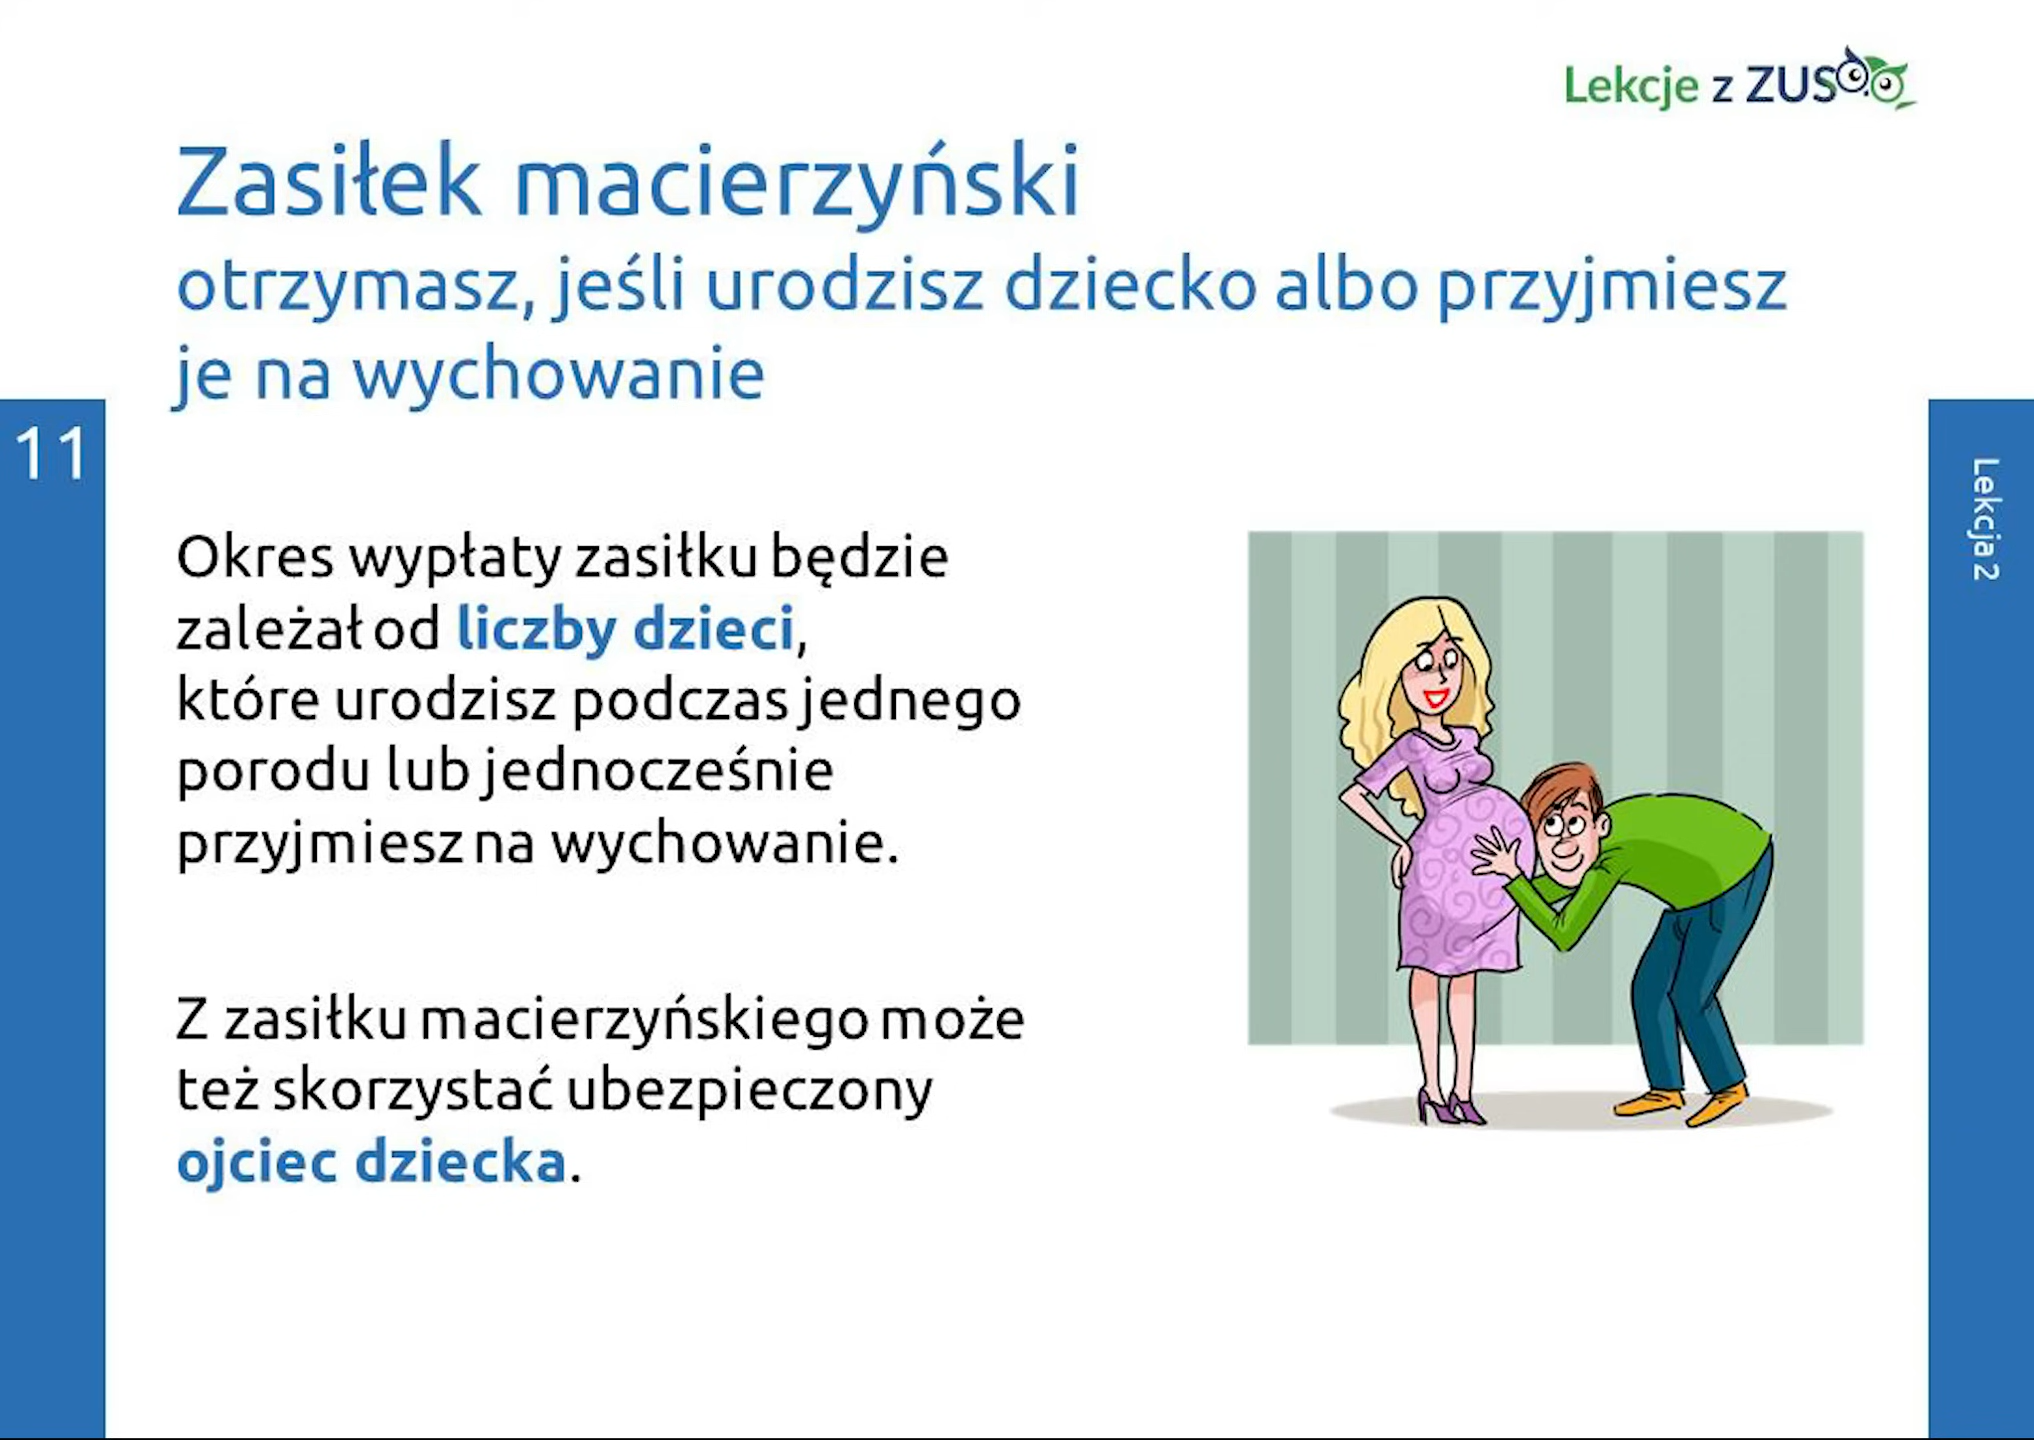 Lekcje z ZUS
Zasiłek macierzyński
otrzymasz, jeśli urodzisz dziecko albo przyjmiesz
je na wychowanie
11
Lekcja 2
Okres wypłaty zasiłku będzie
zależał od liczby dzieci,
które urodzisz podczas jednego
porodu lub jednocześnie
przyjmiesz na wychowanie.
Z zasiłku macierzyńskiego może
też skorzystać ubezpieczony
ojciec dziecka.